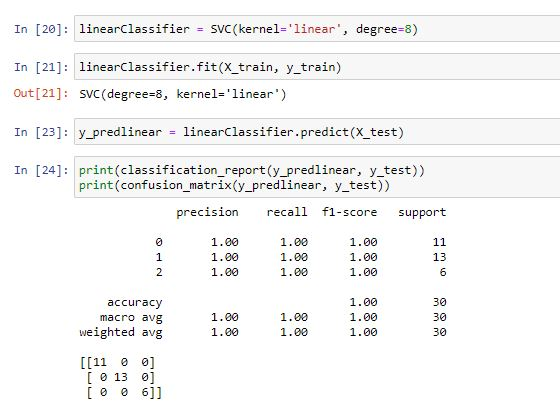 In [20]: linearClassifier = SVC(kernel='linear', degree=8)
In [21]: linearClassifier.fit(X_train, y_train)
Out[21]: SVC(degree=8, kernel='linear')
In [23]: y_predlinear = linearClassifier.predict(X_test)
In [24]: print(classification_report(y_predlinear, y_test))
print(confusion_matrix(y_predlinear, y_test))
precision recall f1-score support
0 1.00 1.00 1.00 11
1 1.00 1.00 1.00 13
2 1.00 1.00 1.00 6
accuracy 1.00 30
macro avg 1.00 1.00 1.00 30
weighted avg 1.00 1.00 1.00 30
[[11 0 0]
[ 0 13 0]
[ 0 0 6]]